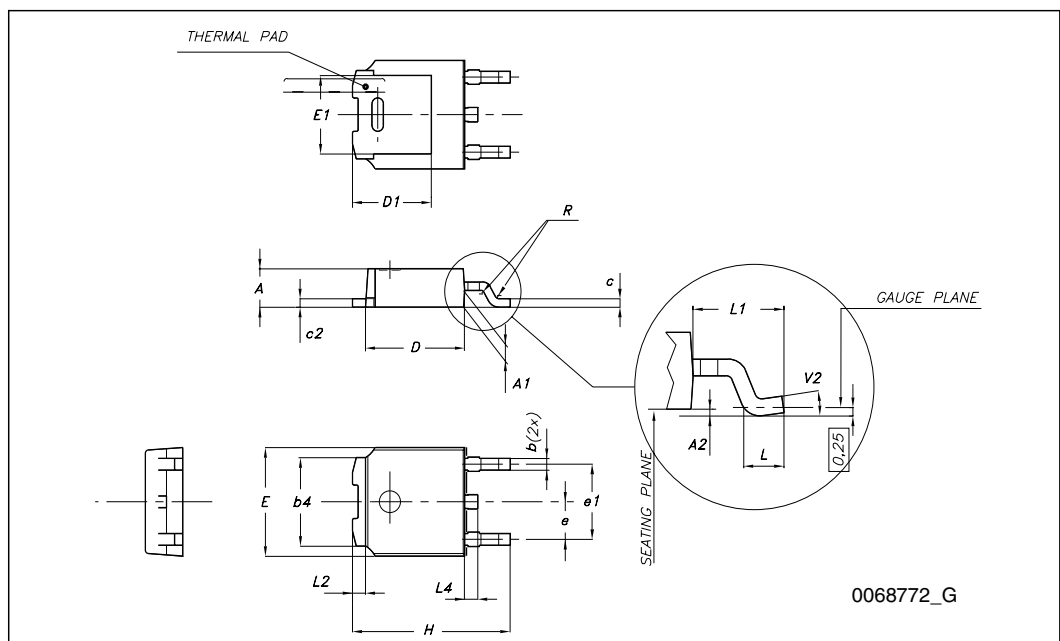 THERMAL PAD
E1
D1
R
A
c
c2
D
A1
GAUGE PLANE
L1
V2
A2
L
0,25
SEATING PLANE
b(2x)
E
b4
e
e1
L2
L4
H
0068772_G